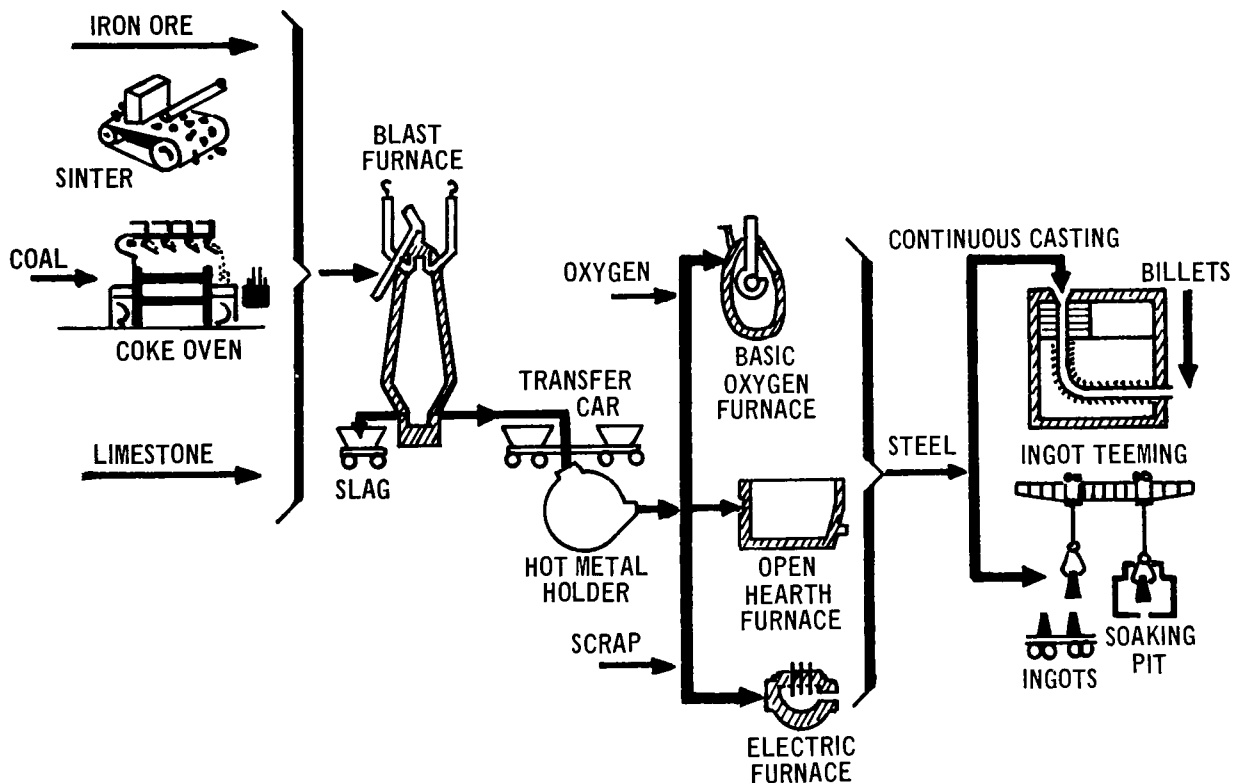 IRON ORE
SINTER
COAL
COKE OVEN
LIMESTONE
BLAST
FURNACE
SLAG
TRANSFER
CAR
HOT METAL
HOLDER
OXYGEN
SCRAP
BASIC
OXYGEN
FURNACE
OPEN
HEARTH
FURNACE
ELECTRIC
FURNACE
STEEL
CONTINUOUS CASTING
BILLETS
INGOT TEEMING
INGOTS
SOAKING
PIT